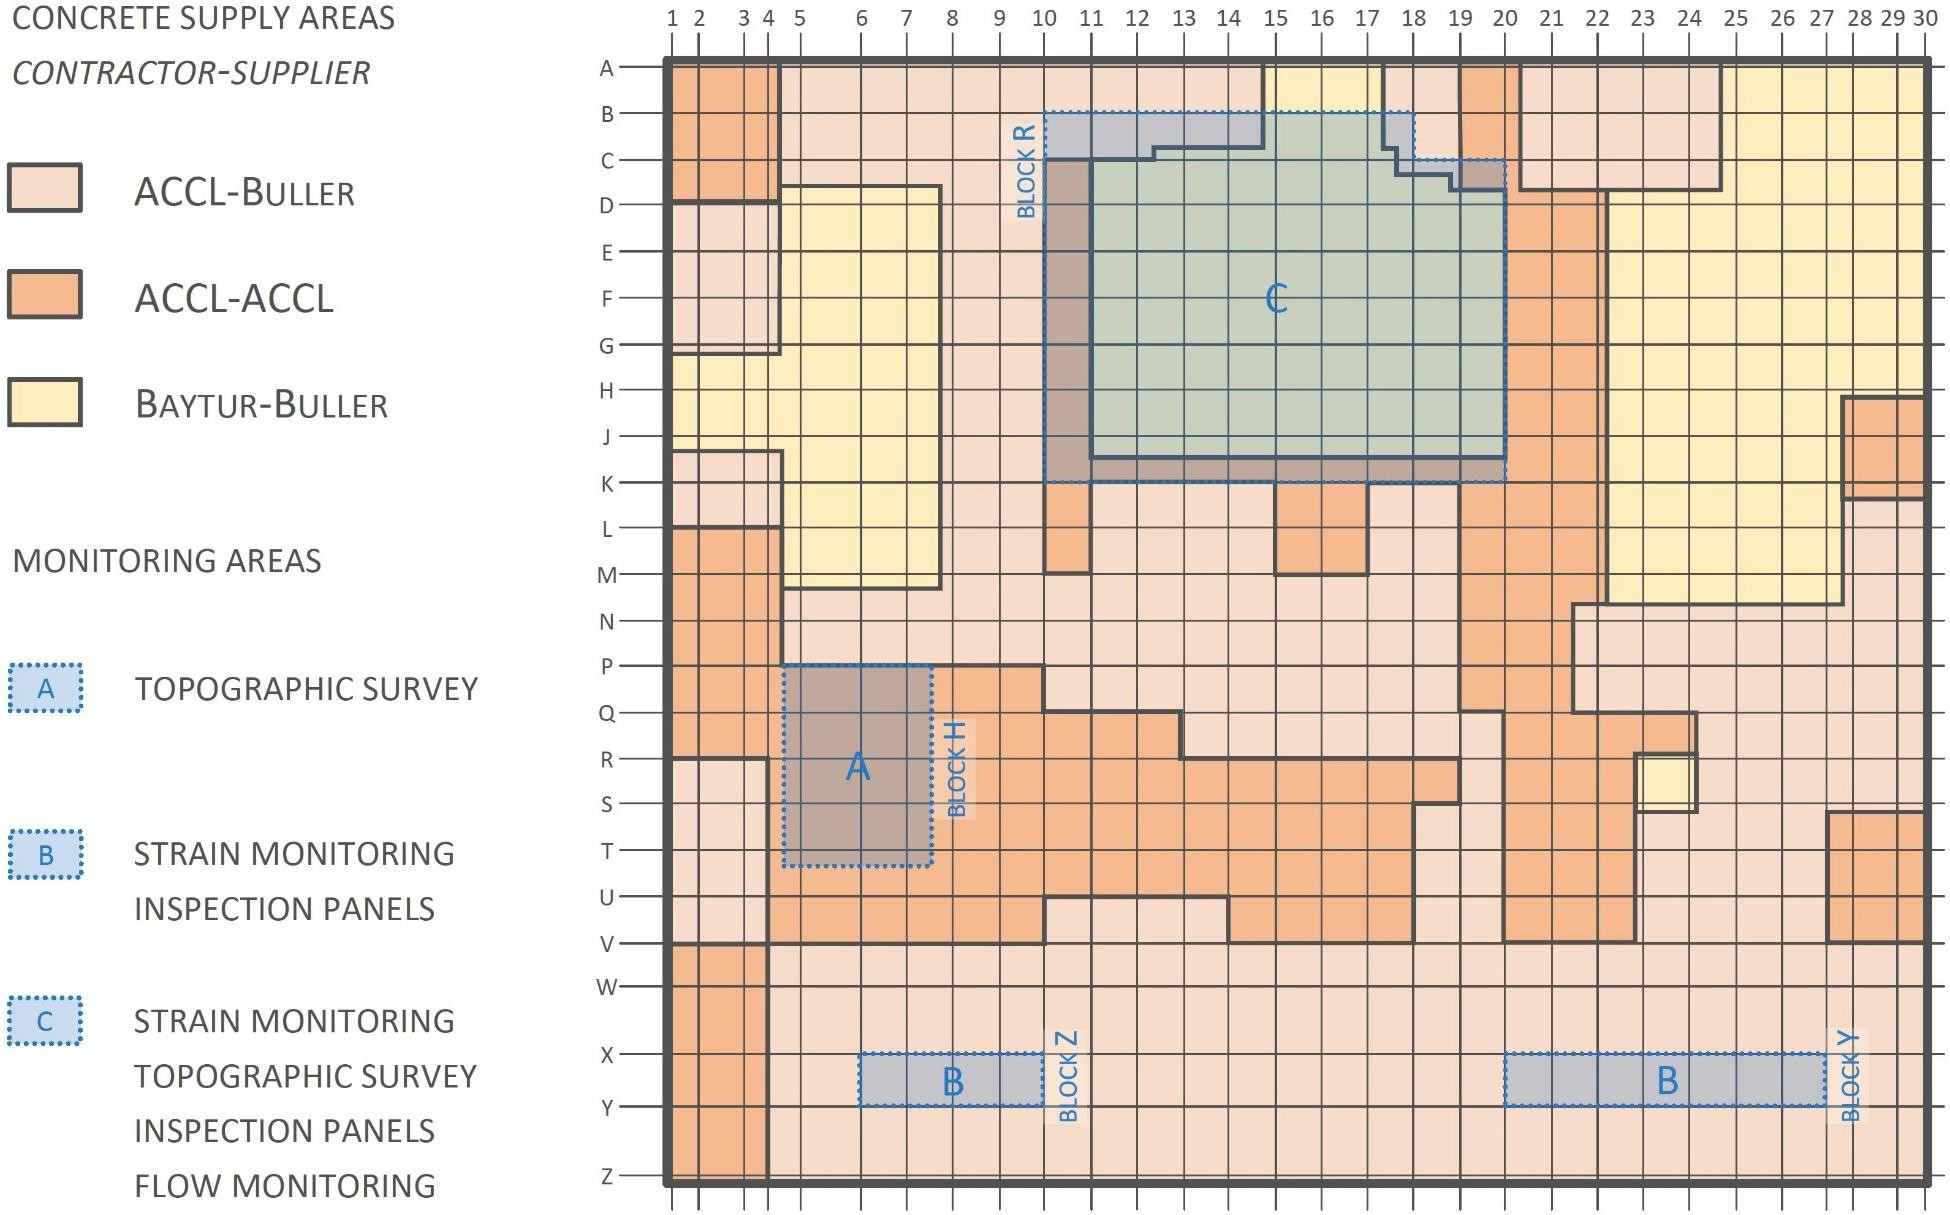 CONCRETE SUPPLY AREAS
CONTRACTOR-SUPPLIER
ACCL-BULLER
ACCL-ACCL
BAYTUR-BULLER
MONITORING AREAS
A TOPOGRAPHIC SURVEY
B STRAIN MONITORING
INSPECTION PANELS
C STRAIN MONITORING
TOPOGRAPHIC SURVEY
INSPECTION PANELS
FLOW MONITORING
1 2 3 4 5 6 7 8 9 10 11 12 13 14 15 16 17 18 19 20 21 22 23 24 25 26 27 28 29 30
A
B
C
D
E
F
G
H
J
K
L
M
N
P
Q
R
S
T
U
V
W
X
Y
Z
BLOCK R
C
A
BLOCK H
B
BLOCK Z
B
BLOCK Y